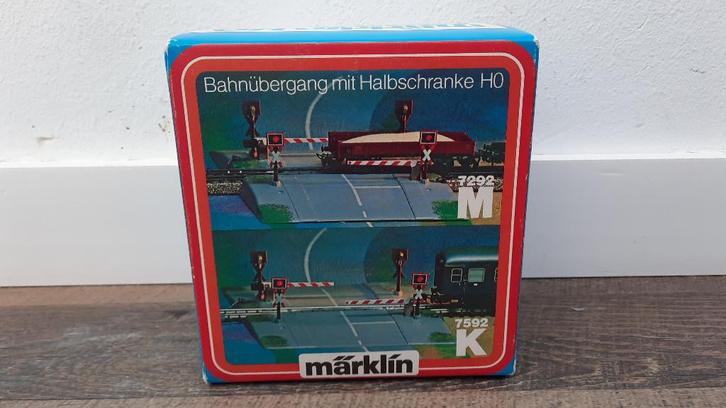 Bahnübergang mit Halbschranke H0
7292
M
7592
K
märklin